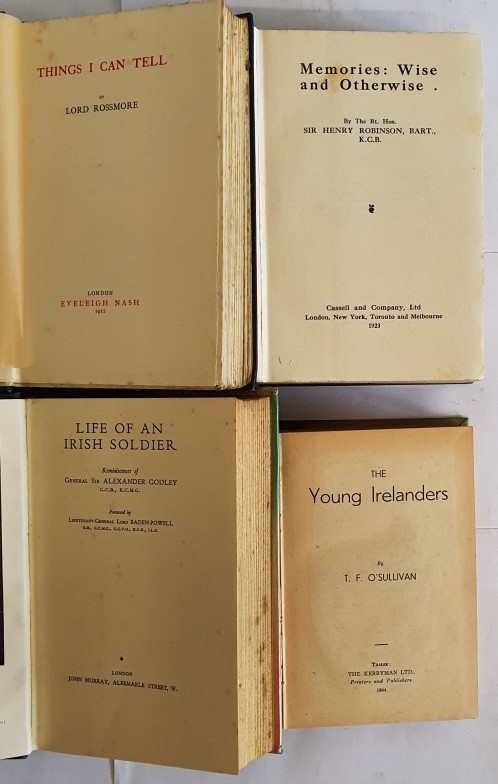 THINGS I CAN TELL
BY
LORD ROSSMORE
LONDON
EVELEIGH NASH
1912
Memories: Wise
and Otherwise .
By The Rt. Hon.
SIR HENRY ROBINSON, BART.,
K.C.B.
Cassell and Company, Ltd
London, New York, Toronto and Melbourne
1923
LIFE OF AN
IRISH SOLDIER
Reminiscences of
GENERAL SIR ALEXANDER GODLEY
G.C.B., K.C.M.G.
Foreword by
LIEUTENANT-GENERAL LORD BADEN-POWELL
O.M., G.C.M.G., G.C.V.O., K.C.B., LL.D.
LONDON
JOHN MURRAY, ALBEMARLE STREET, W.
THE
Young Irelanders
By
T. F. O'SULLIVAN
TRALEE:
THE KERRYMAN LTD.,
Printers and Publishers
1944.